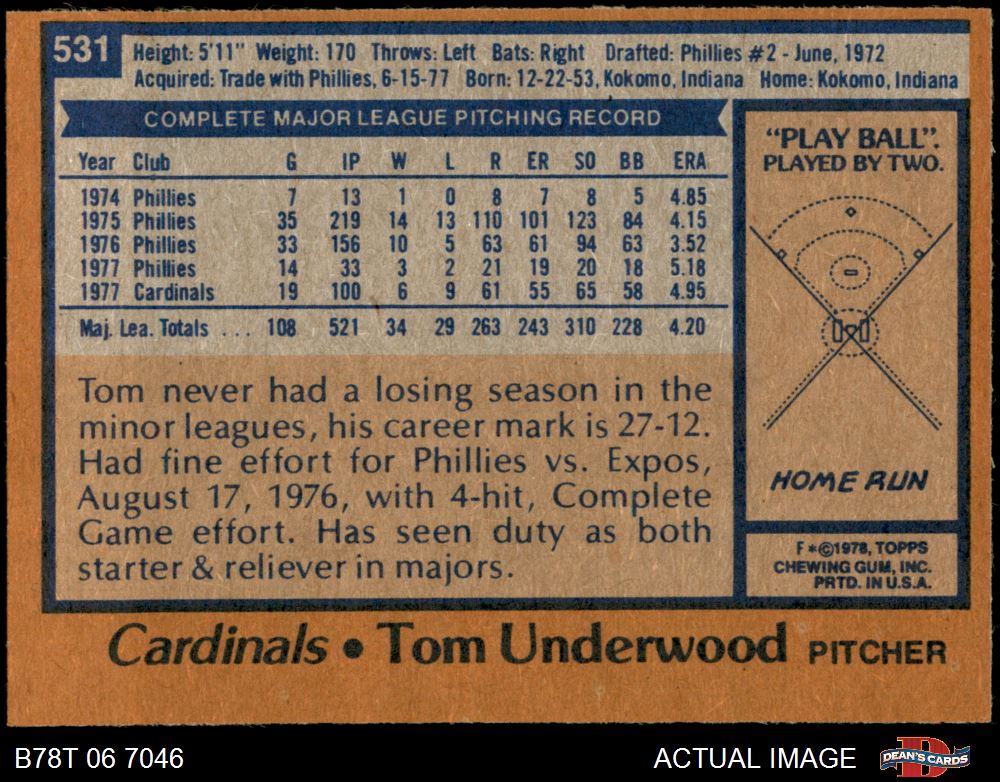 531
Height: 5'11" Weight: 170 Throws: Left Bats: Right Drafted: Phillies #2 - June, 1972
Acquired: Trade with Phillies, 6-15-77 Born: 12-22-53, Kokomo, Indiana Home: Kokomo, Indiana
COMPLETE MAJOR LEAGUE PITCHING RECORD
Year Club G IP W L R ER SO BB ERA
1974 Phillies 7 13 1 0 8 7 8 5 4.85
1975 Phillies 35 219 14 13 110 101 123 84 4.15
1976 Phillies 33 156 10 5 63 61 94 63 3.52
1977 Phillies 14 33 3 2 21 19 20 18 5.18
1977 Cardinals 19 100 6 9 61 55 65 58 4.95
Maj. Lea. Totals . . . 108 521 34 29 263 243 310 228 4.20
Tom never had a losing season in the
minor leagues, his career mark is 27-12.
Had fine effort for Phillies vs. Expos,
August 17, 1976, with 4-hit, Complete
Game effort. Has seen duty as both
starter & reliever in majors.
"PLAY BALL".
PLAYED BY TWO.
HOME RUN
F *©1978, TOPPS
CHEWING GUM, INC.
PRTD. IN U.S.A.
Cardinals • Tom Underwood PITCHER
B78T 06 7046
ACTUAL IMAGE
D
DEAN'S CARDS